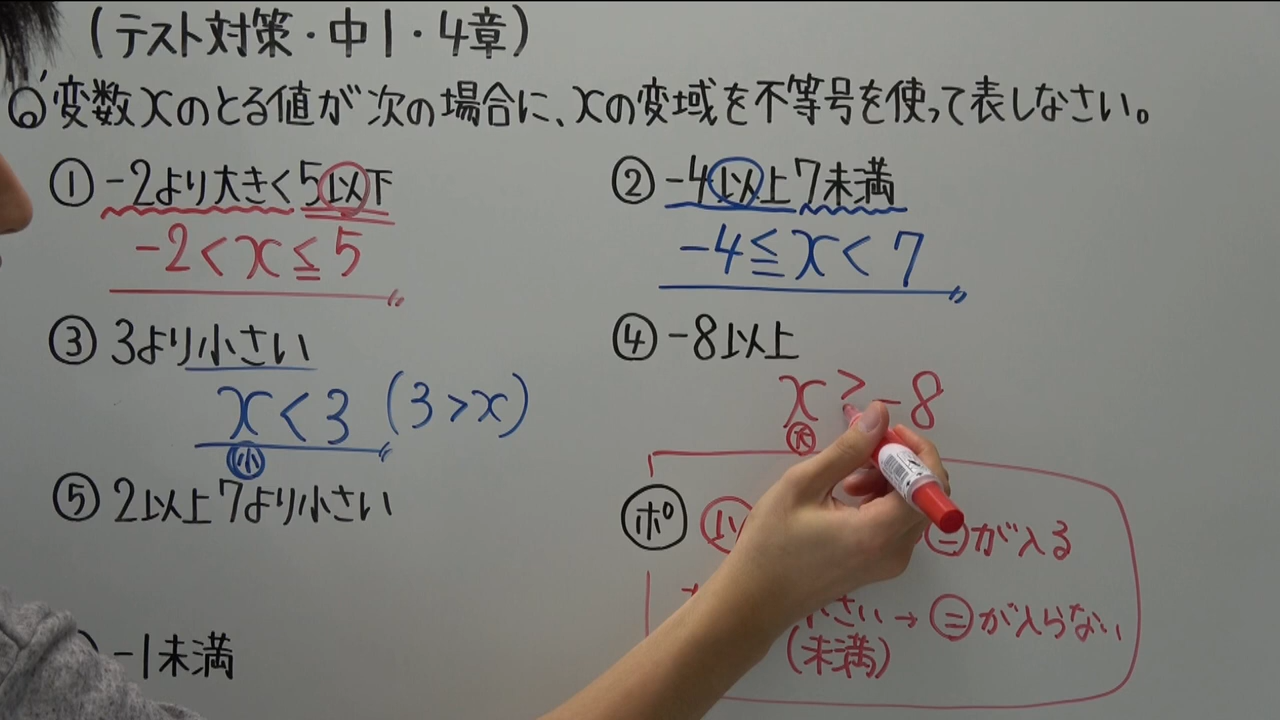 (テスト対策・中1・4章)
◎'変数xのとる値が次の場合に、xの変域を不等号を使って表しなさい。
① -2より大きく5以下
-2<x≦5
② -4以上7未満
-4≦x<7
③ 3より小さい
x<3 (3>x)
小
④ -8以上
x>-8
大
⑤ 2以上7より小さい
ポ 以 =が入る
小さい→=が入らない
(未満)
-1未満